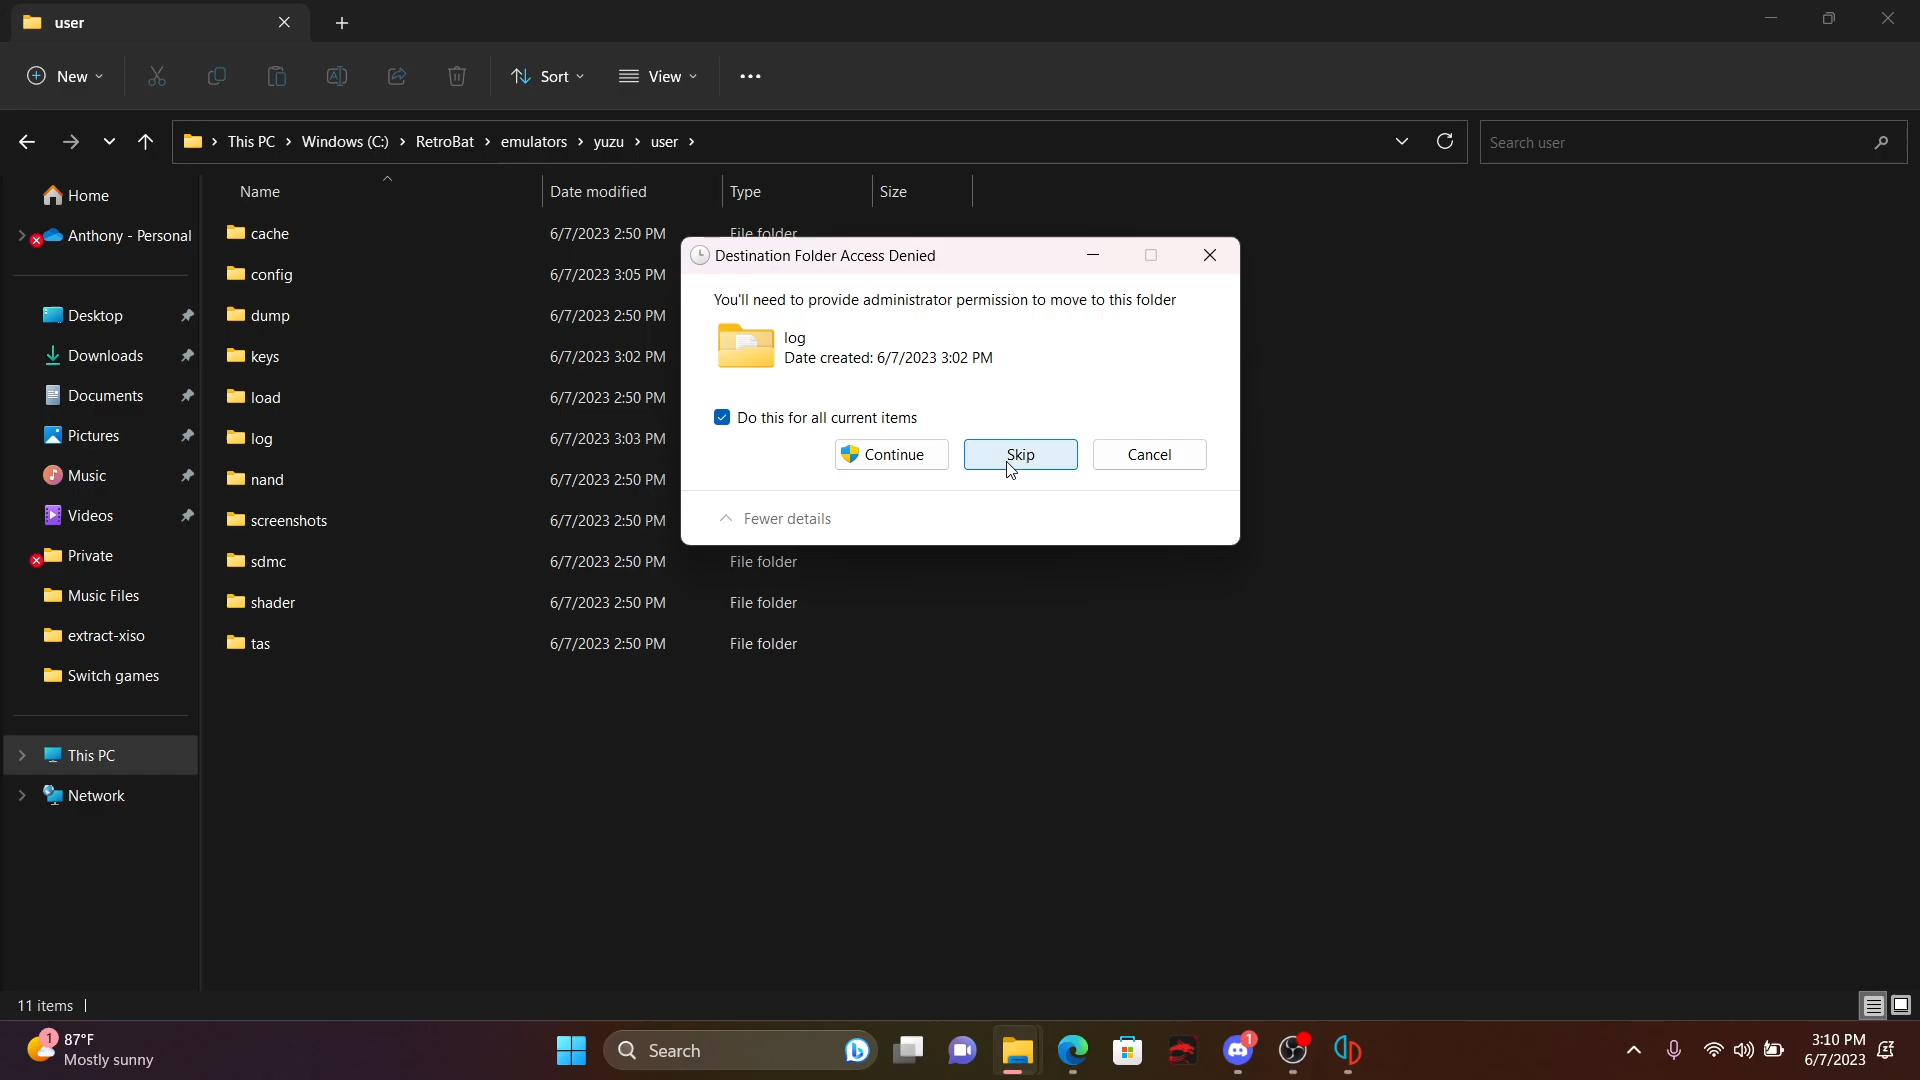 user
New
Sort
View
This PC
Windows (C:)
RetroBat
emulators
yuzu
user
Search user
Name
Date modified
Type
Size
Home
Anthony - Personal
Desktop
Downloads
Documents
Pictures
Music
Videos
Private
Music Files
extract-xiso
Switch games
This PC
Network
cache 6/7/2023 2:50 PM File folder
config 6/7/2023 3:05 PM
dump 6/7/2023 2:50 PM
keys 6/7/2023 3:02 PM
load 6/7/2023 2:50 PM
log 6/7/2023 3:03 PM
nand 6/7/2023 2:50 PM
screenshots 6/7/2023 2:50 PM
sdmc 6/7/2023 2:50 PM File folder
shader 6/7/2023 2:50 PM File folder
tas 6/7/2023 2:50 PM File folder
Destination Folder Access Denied
You'll need to provide administrator permission to move to this folder
log
Date created: 6/7/2023 3:02 PM
Do this for all current items
Continue
Skip
Cancel
Fewer details
11 items
1
87°F
Mostly sunny
Search
1
3:10 PM
6/7/2023